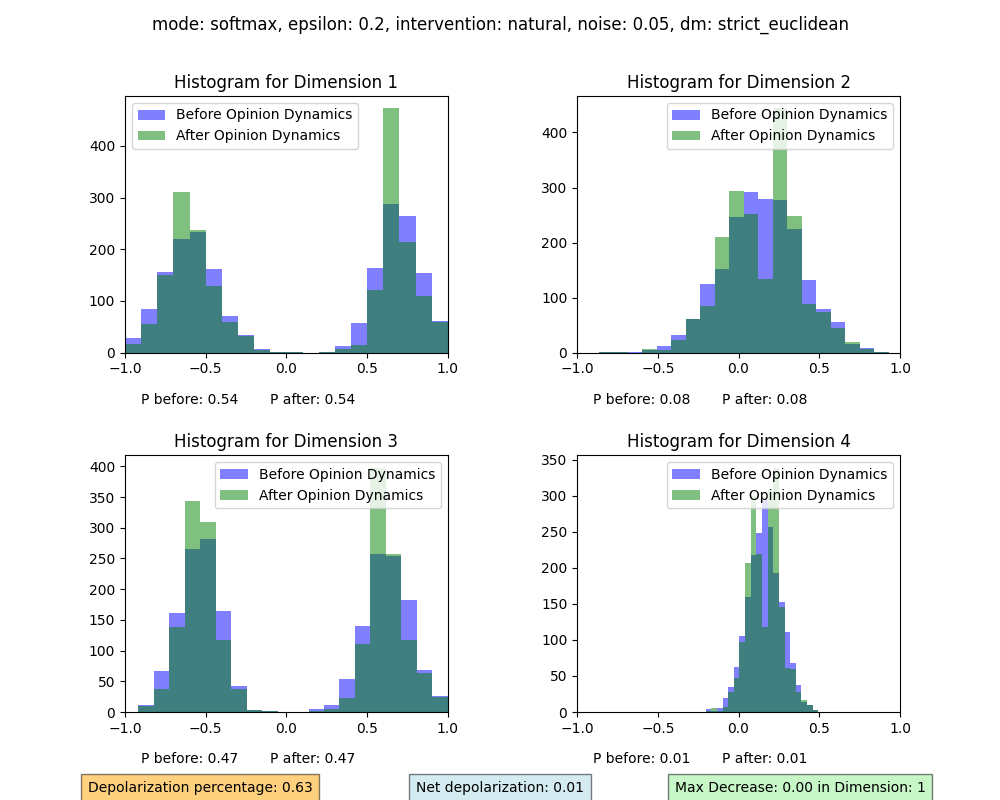 mode: softmax, epsilon: 0.2, intervention: natural, noise: 0.05, dm: strict_euclidean
Histogram for Dimension 1
Before Opinion Dynamics
After Opinion Dynamics
400
300
200
100
0
−1.0 −0.5 0.0 0.5 1.0
P before: 0.54 P after: 0.54
Histogram for Dimension 2
Before Opinion Dynamics
After Opinion Dynamics
400
300
200
100
0
−1.0 −0.5 0.0 0.5 1.0
P before: 0.08 P after: 0.08
Histogram for Dimension 3
Before Opinion Dynamics
After Opinion Dynamics
400
350
300
250
200
150
100
50
0
−1.0 −0.5 0.0 0.5 1.0
P before: 0.47 P after: 0.47
Histogram for Dimension 4
Before Opinion Dynamics
After Opinion Dynamics
350
300
250
200
150
100
50
0
−1.0 −0.5 0.0 0.5 1.0
P before: 0.01 P after: 0.01
Depolarization percentage: 0.63
Net depolarization: 0.01
Max Decrease: 0.00 in Dimension: 1